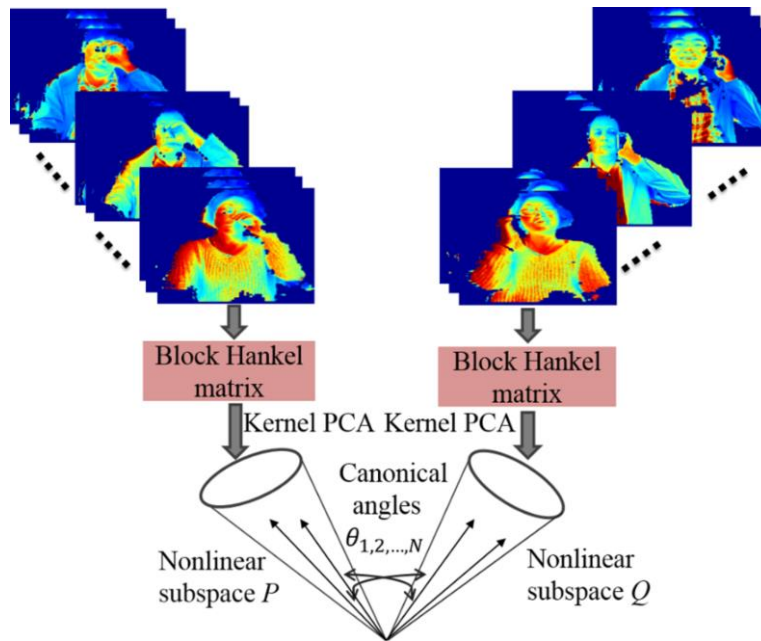 Block Hankel
matrix
Block Hankel
matrix
Kernel PCA Kernel PCA
Canonical
angles
θ1,2,…,N
Nonlinear
subspace P
Nonlinear
subspace Q